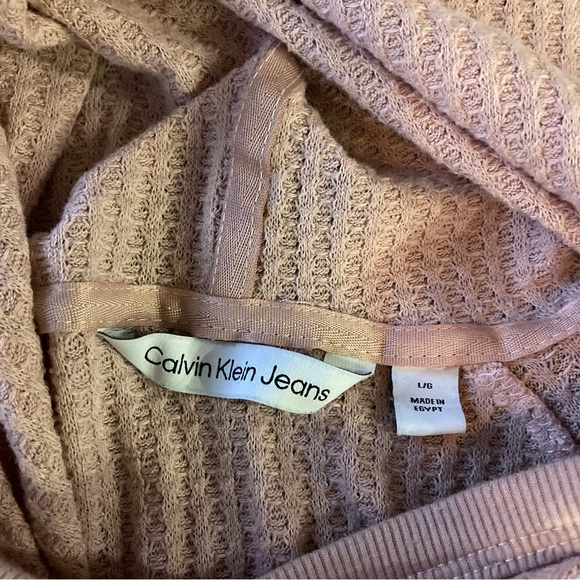 Calvin Klein Jeans
L/G
MADE IN
EGYPT